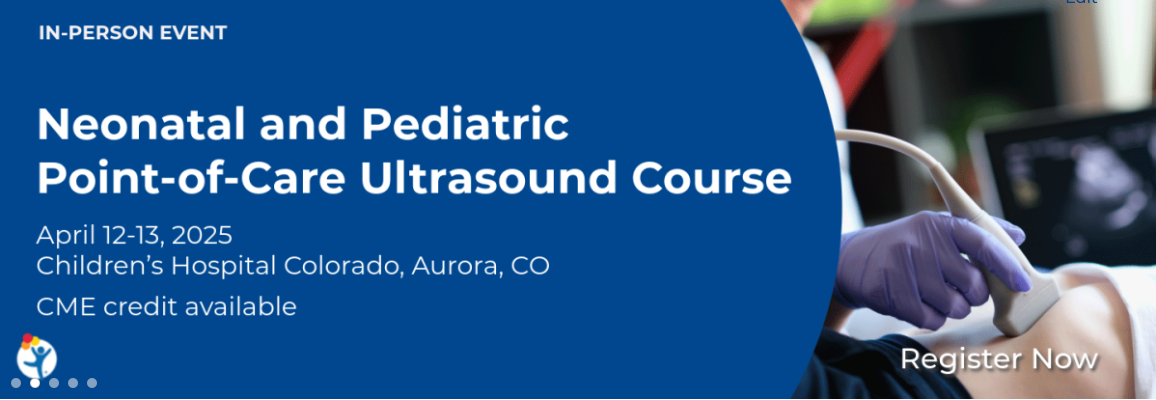 Edit
IN-PERSON EVENT
Neonatal and Pediatric
Point-of-Care Ultrasound Course
April 12-13, 2025
Children's Hospital Colorado, Aurora, CO
CME credit available
Register Now